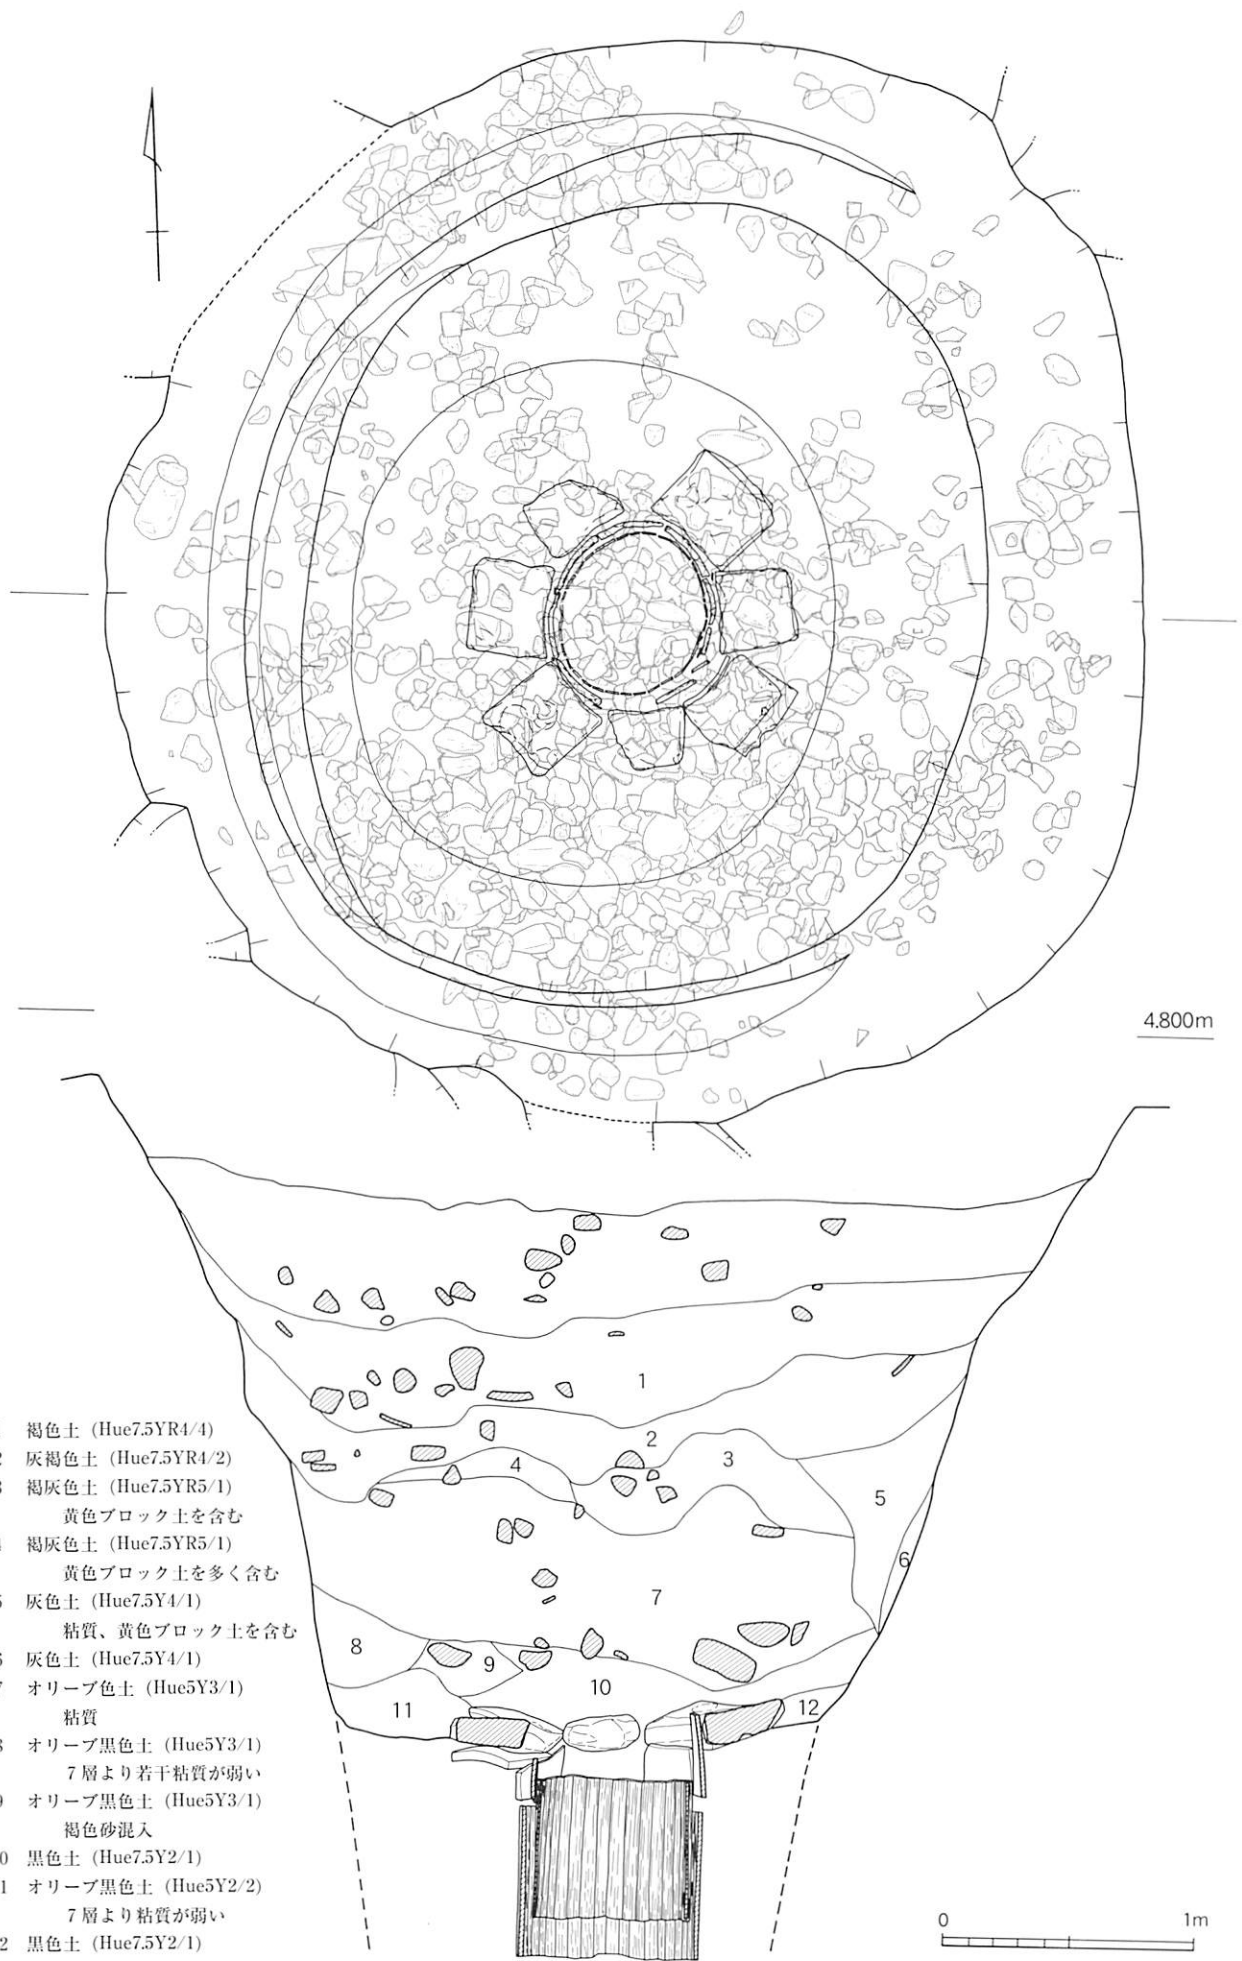 4.800m
1
2
3
4
5
6
7
8
9
10
11
12
褐色土 (Hue7.5YR4/4)
灰褐色土 (Hue7.5YR4/2)
褐灰色土 (Hue7.5YR5/1)
黄色ブロック土を含む
褐灰色土 (Hue7.5YR5/1)
黄色ブロック土を多く含む
灰色土 (Hue7.5Y4/1)
粘質、黄色ブロック土を含む
灰色土 (Hue7.5Y4/1)
オリーブ色土 (Hue5Y3/1)
粘質
オリーブ黒色土 (Hue5Y3/1)
7層より若干粘質が弱い
オリーブ黒色土 (Hue5Y3/1)
褐色砂混入
0 黒色土 (Hue7.5Y2/1)
1 オリーブ黒色土 (Hue5Y2/2)
7層より粘質が弱い
2 黒色土 (Hue7.5Y2/1)
0 1m